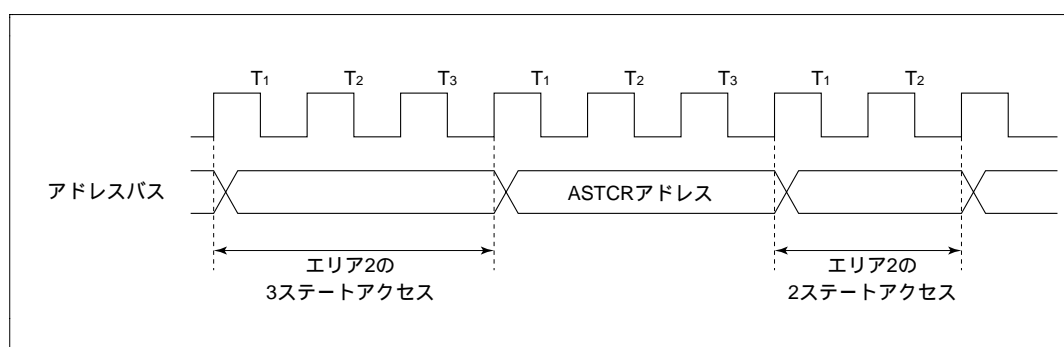 T1 T2 T3 T1 T2 T3 T1 T2
アドレスバス
ASTCRアドレス
エリア2の
3ステートアクセス
エリア2の
2ステートアクセス